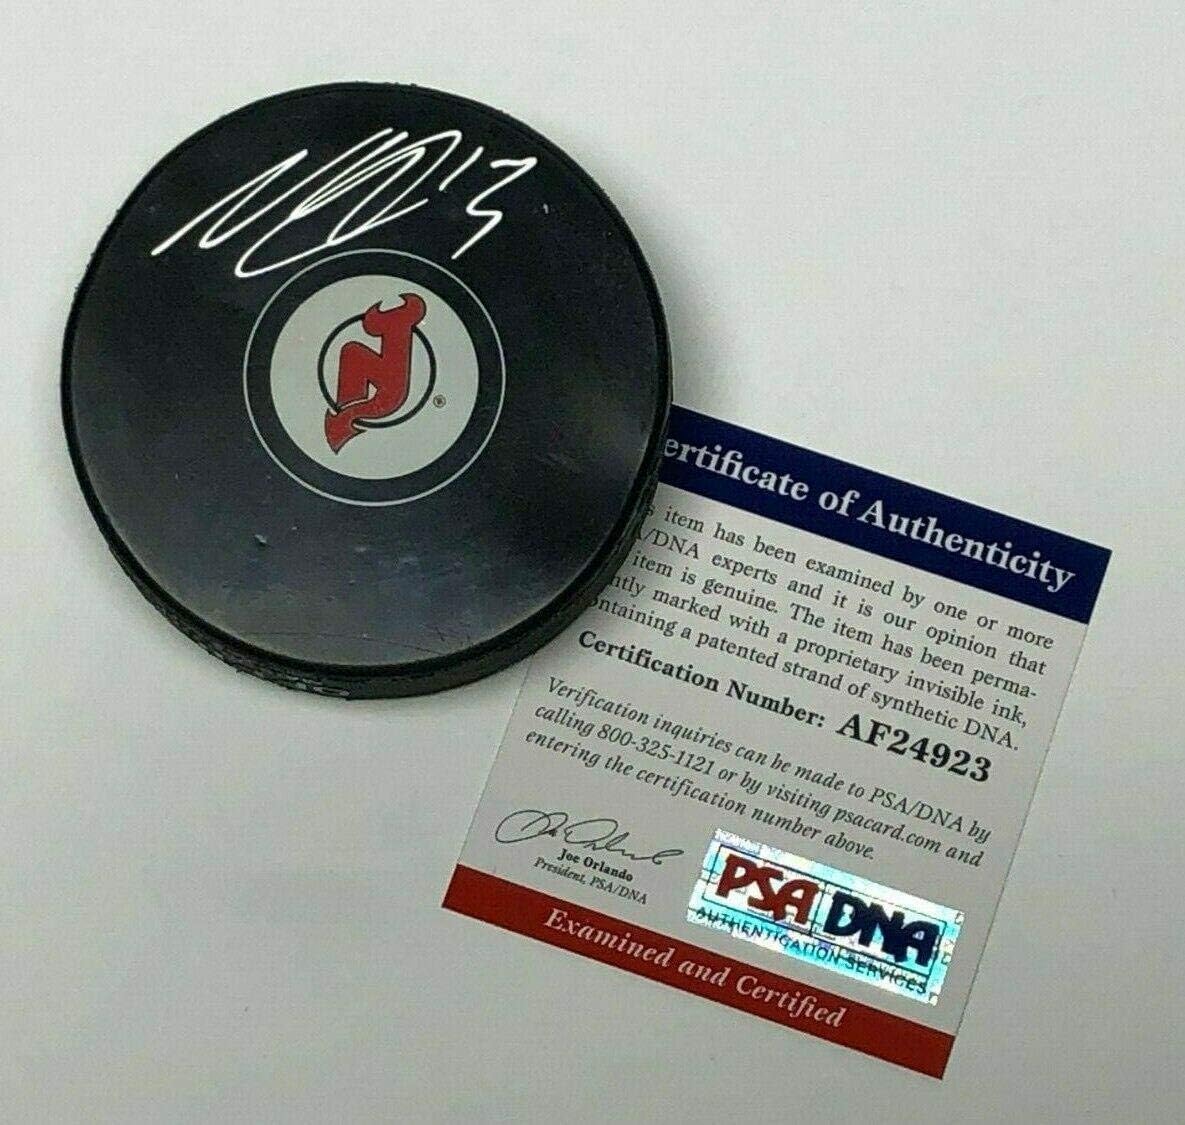 13
ertificate of Authenticity
s item has been examined by one or more
A/DNA experts and it is our opinion that
item is genuine. The item has been perma-
ntly marked with a proprietary invisible ink,
ontaining a patented strand of synthetic DNA.
Certification Number: AF24923
Verification inquiries can be made to PSA/DNA by
calling 800-325-1121 or by visiting psacard.com and
entering the certification number above.
Joe Orlando
President, PSA/DNA
PSA DNA
AUTHENTICATION SERVICES
Examined and Certified